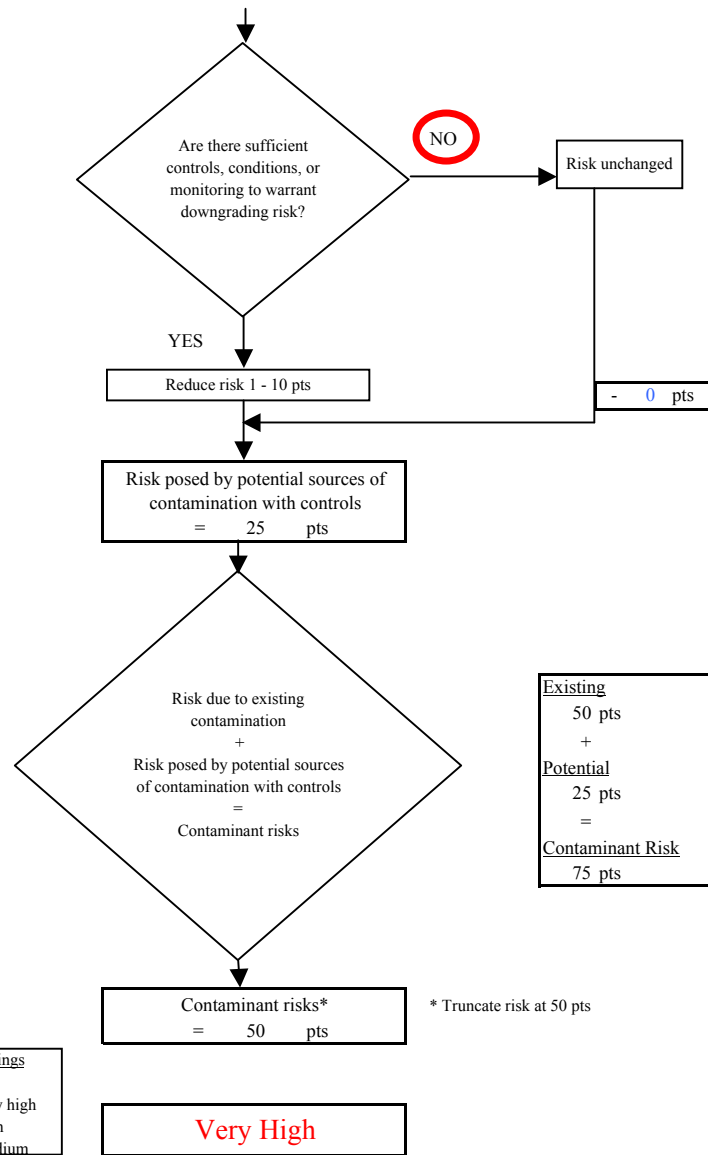 Are there sufficient
controls, conditions, or
monitoring to warrant
downgrading risk?
NO
Risk unchanged
YES
Reduce risk 1 - 10 pts
- 0 pts
Risk posed by potential sources of
contamination with controls
= 25 pts
Risk due to existing
contamination
+
Risk posed by potential sources
of contamination with controls
=
Contaminant risks
Existing
50 pts
+
Potential
25 pts
=
Contaminant Risk
75 pts
Contaminant risks*
= 50 pts
* Truncate risk at 50 pts
high
Very High